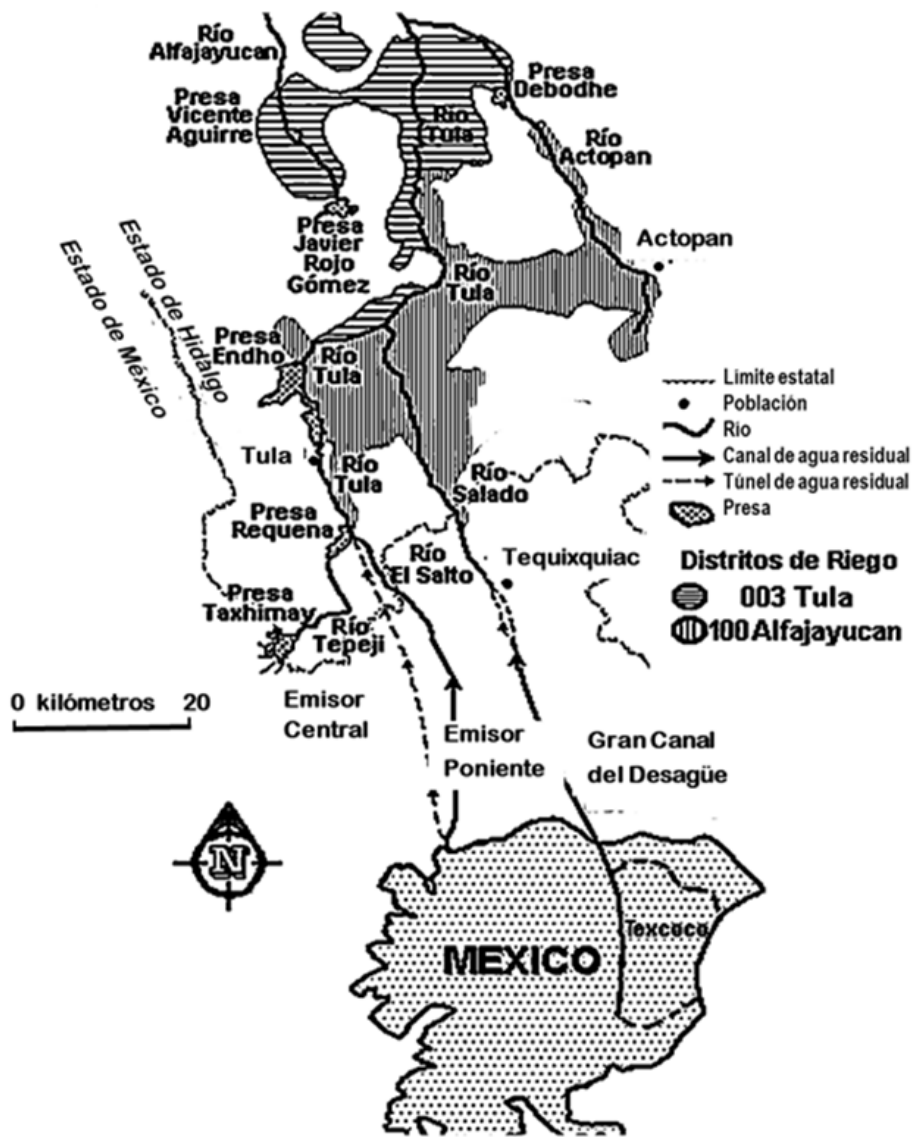 Río
Alfajayucan
Presa
Debodhe
Presa
Vicente
Aguirre
Río
Tula
Río
Actopan
Presa
Javier
Rojo
Gómez
Actopan
Estado de Hidalgo
Estado de México
Río
Tula
Presa
Endho
Río
Tula
Limite estatal
Población
Río
Canal de agua residual
Túnel de agua residual
Presa
Tula
Río
Tula
Río
Salado
Presa
Requena
Río
El Salto
Tequixquiac
Distritos de Riego
003 Tula
100 Alfajayucan
Presa
Taxhimay
Río
Tepeji
0 kilómetros 20
Emisor
Central
Emisor
Poniente
Gran Canal
del Desagüe
N
Texcoco
MEXICO